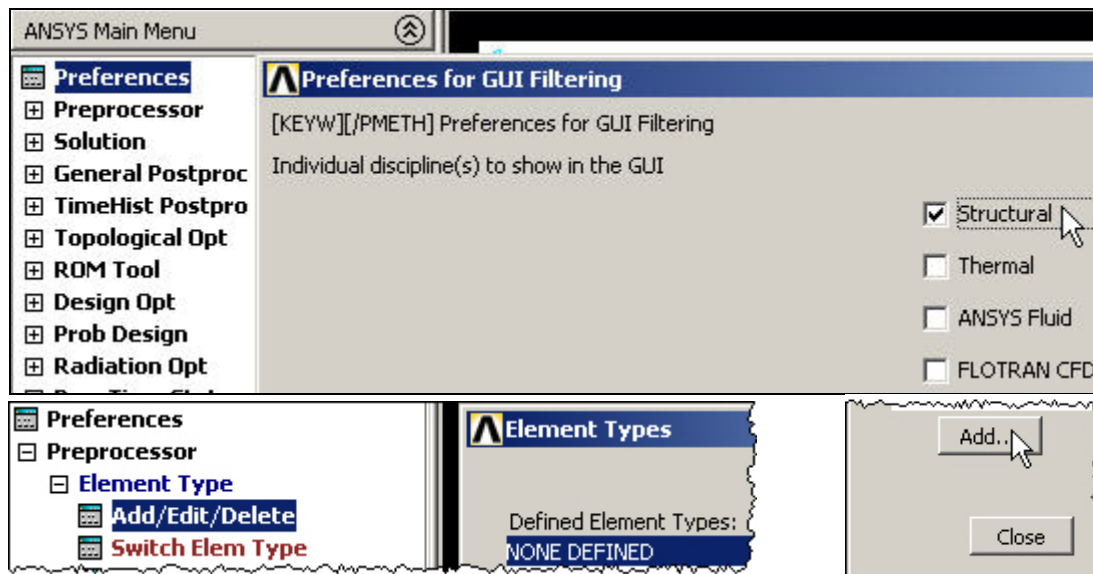 ANSYS Main Menu
Preferences
Preprocessor
Solution
General Postproc
TimeHist Postpro
Topological Opt
ROM Tool
Design Opt
Prob Design
Radiation Opt
Preferences for GUI Filtering
[KEYW][/PMETH] Preferences for GUI Filtering
Individual discipline(s) to show in the GUI
Structural
Thermal
ANSYS Fluid
FLOTRAN CFD
Preferences
Preprocessor
Element Type
Add/Edit/Delete
Switch Elem Type
Element Types
Defined Element Types:
NONE DEFINED
Add...
Close